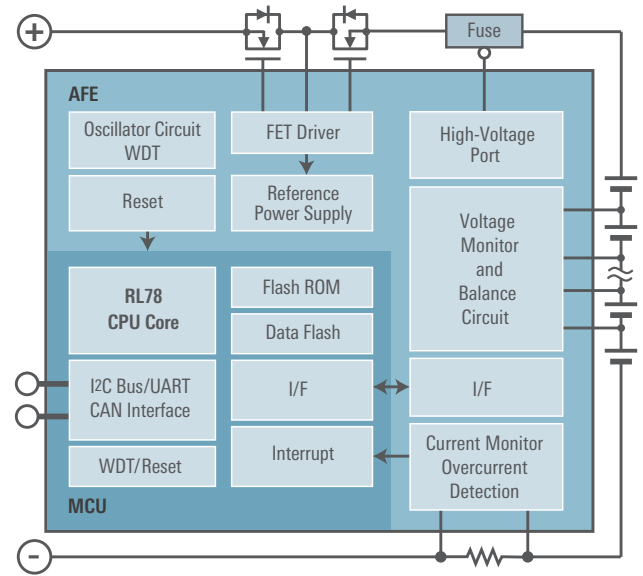 +
Fuse
AFE
Oscillator Circuit
WDT
FET Driver
High-Voltage
Port
Reset
Reference
Power Supply
Voltage
Monitor
and
Balance
Circuit
RL78
CPU Core
Flash ROM
Data Flash
I2C Bus/UART
CAN Interface
I/F
I/F
WDT/Reset
Interrupt
Current Monitor
Overcurrent
Detection
MCU
-